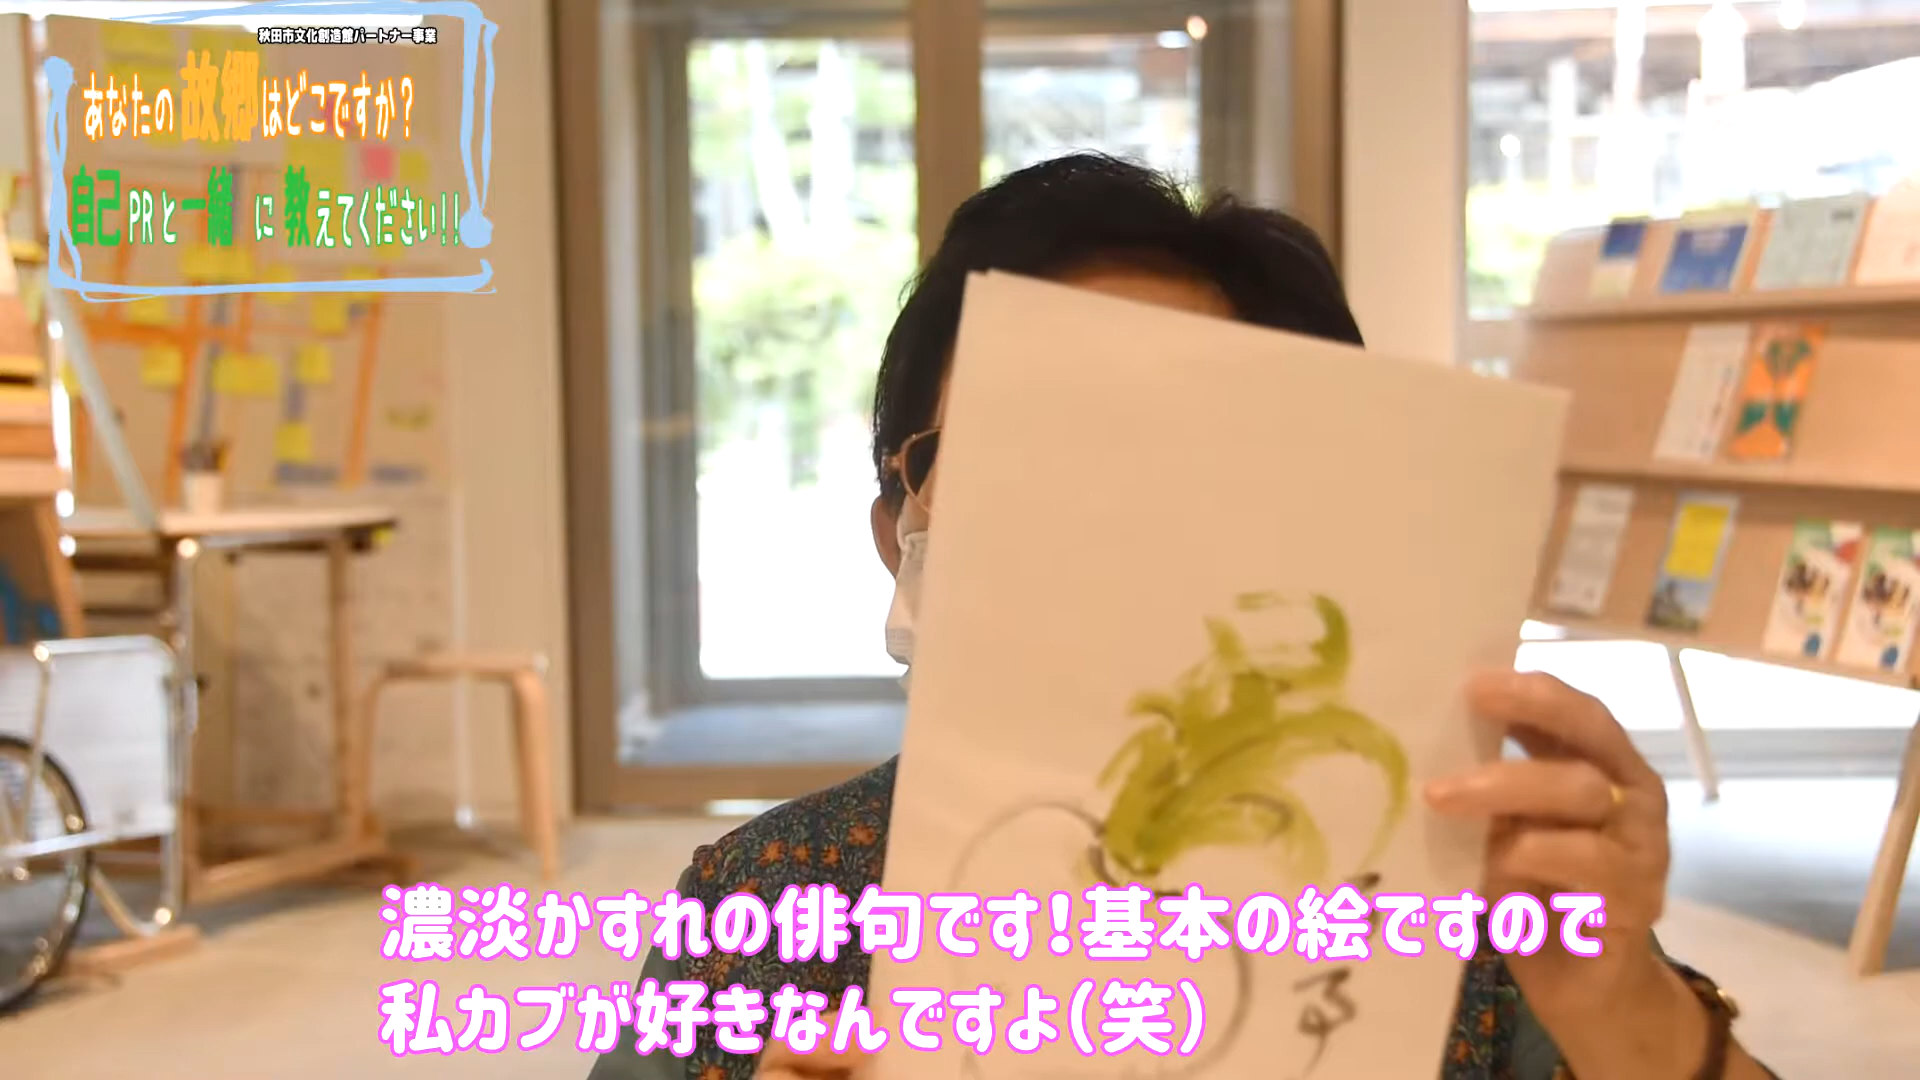 秋田市文化創造館パートナー事業
あなたの故郷はどこですか？
自己PRと一緒に教えてください!!
濃淡かすれの俳句です！基本の絵ですので
私カブが好きなんですよ(笑)